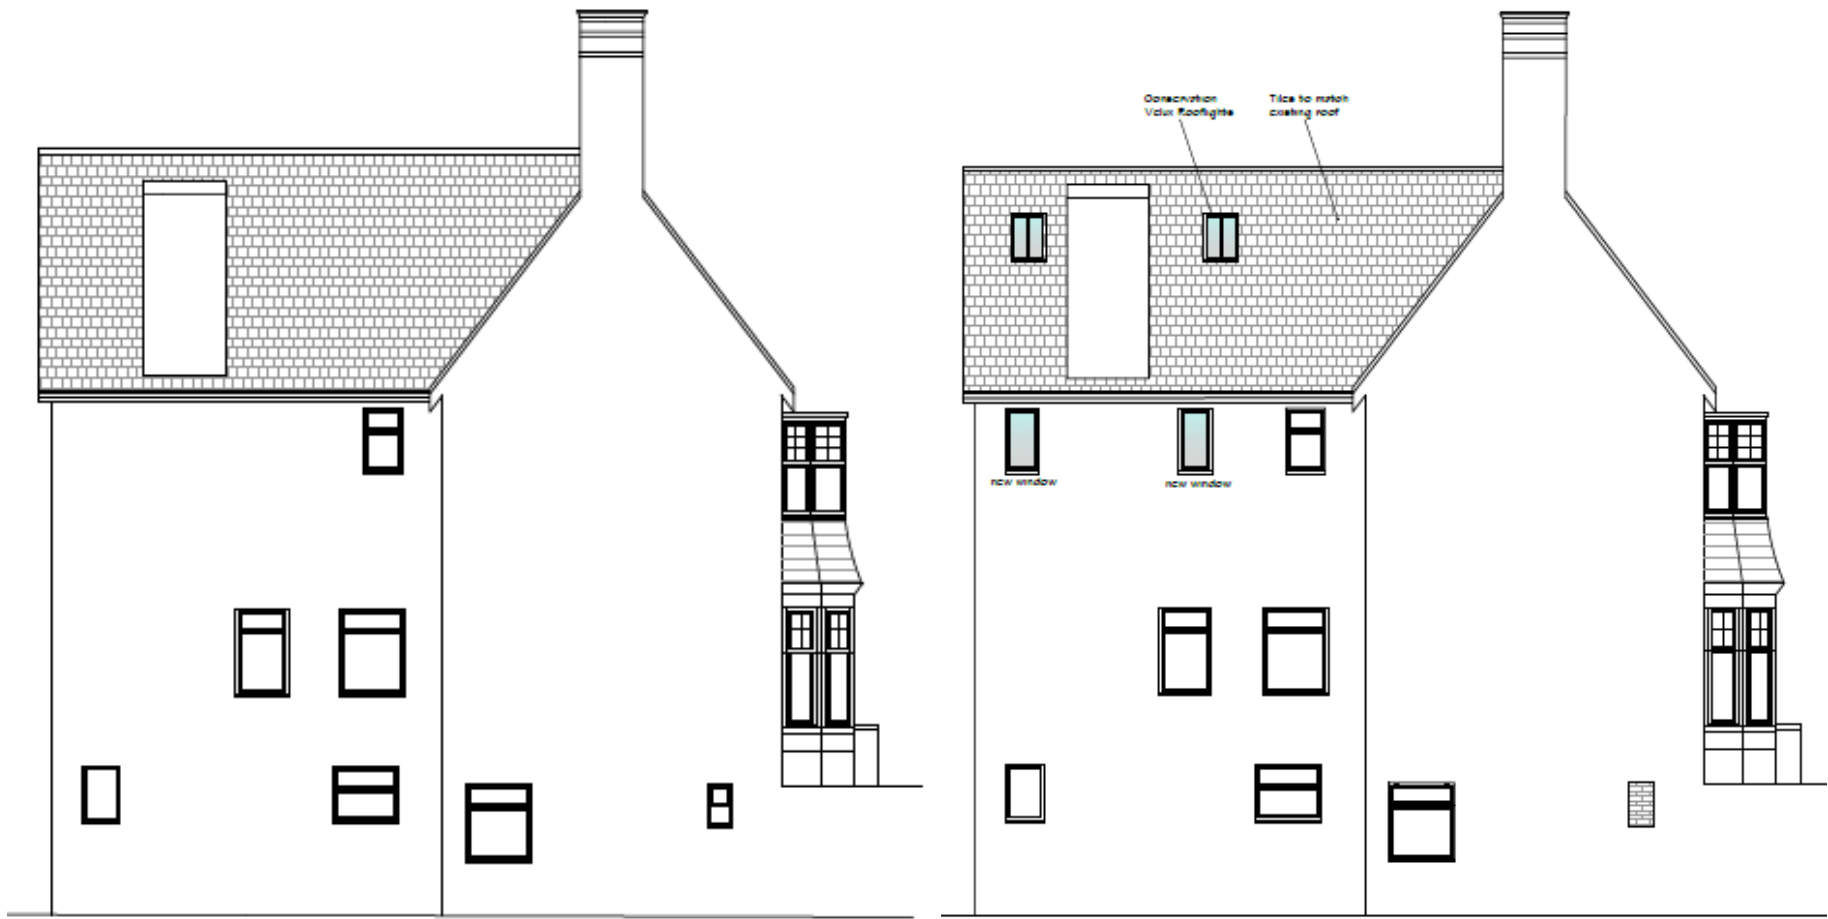 Conservation
Velux Rooflights
Tiles to match
existing roof
new window
new window